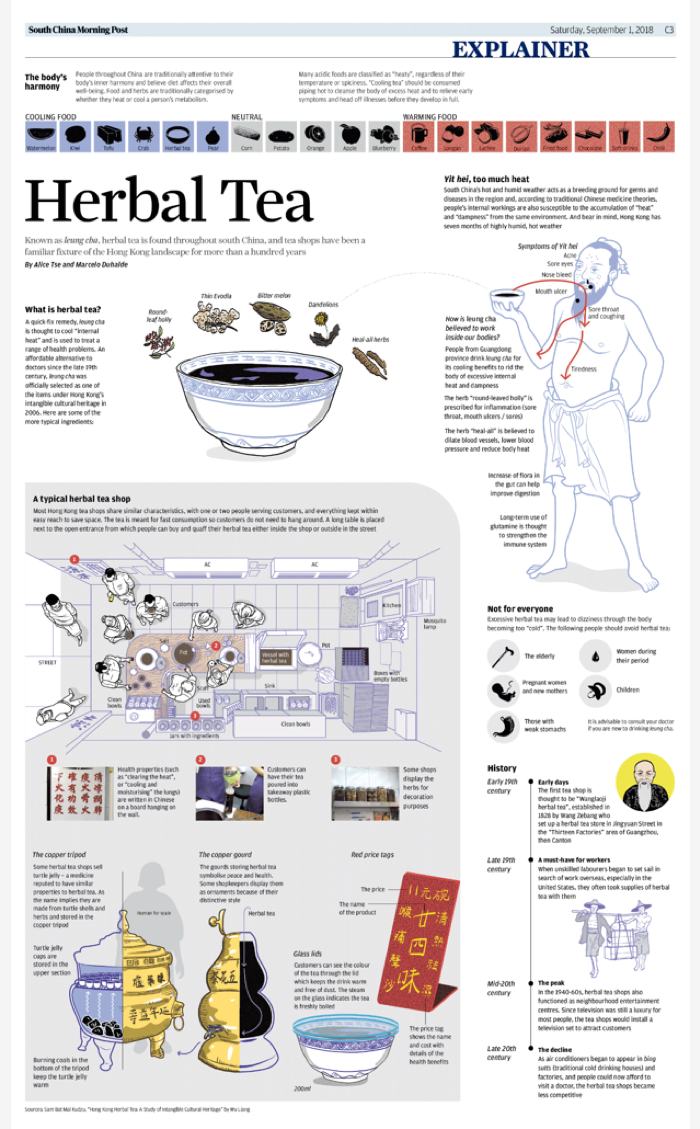 South China Morning Post
Saturday, September 1, 2018 C3
EXPLAINER
The body's
harmony
People throughout China are traditionally attentive to their
body's inner harmony and believe diet affects their overall
well-being. Food and herbs are traditionally categorised by
whether they heat or cool a person's metabolism.
Many acidic foods are classified as "heaty", regardless of their
temperature or spiciness. "Cooling tea" should be consumed
piping hot to cleanse the body of excess heat and to relieve early
symptoms and head off illnesses before they develop in full.
COOLING FOOD
NEUTRAL
WARMING FOOD
Watermelon
Kiwi
Tofu
Crab
Herbal tea
Pear
Corn
Potato
Orange
Apple
Blueberry
Coffee
Longan
Lychee
Durian
Fried food
Chocolate
Soft drinks
Chili
Herbal Tea
Known as leung cha, herbal tea is found throughout south China, and tea shops have been a
familiar fixture of the Hong Kong landscape for more than a hundred years
By Alice Tse and Marcelo Duhalde
Yit hei, too much heat
South China's hot and humid weather acts as a breeding ground for germs and
diseases in the region and, according to traditional Chinese medicine theories,
people's internal workings are also susceptible to the accumulation of "heat"
and "dampness" from the same environment. And bear in mind, Hong Kong has
seven months of highly humid, hot weather
Symptoms of Yit hei
Acne
Sore eyes
Nose bleed
Mouth ulcer
Sore throat
and coughing
Tiredness
What is herbal tea?
A quick-fix remedy, leung cha
is thought to cool "internal
heat" and is used to treat a
range of health problems. An
affordable alternative to
doctors since the late 19th
century, leung cha was
officially selected as one of
the items under Hong Kong's
intangible cultural heritage in
2006. Here are some of the
more typical ingredients:
Round-
leaf holly
Thin Evodia
Bitter melon
Dandelions
Heal-all herbs
How is leung cha
believed to work
inside our bodies?
People from Guangdong
province drink leung cha for
its cooling benefits to rid the
body of excessive internal
heat and dampness
The herb "round-leaved holly" is
prescribed for inflammation (sore
throat, mouth ulcers / sores)
The herb "heal-all" is believed to
dilate blood vessels, lower blood
pressure and reduce body heat
Increase of flora in
the gut can help
improve digestion
Long-term use of
glutamine is thought
to strengthen the
immune system
A typical herbal tea shop
Most Hong Kong tea shops share similar characteristics, with one or two people serving customers, and everything kept within
easy reach to save space. The tea is meant for fast consumption so customers do not need to hang around. A long table is placed
next to the open entrance from which people can buy and quaff their herbal tea either inside the shop or outside in the street
1
AC
AC
Customers
Kitchen
Mosquito
lamp
STREET
Pot
2
Vessel with
herbal tea
Pot
Boxes with
empty bottles
Staff
Sink
Clean
bowls
Used
bowls
3
Clean bowls
Jars with ingredients
1
Health properties (such
as "clearing the heat",
or "cooling and
moisturising" the lungs)
are written in Chinese
on a board hanging on
the wall.
2
Customers can
have their tea
poured into
takeaway plastic
bottles.
3
Some shops
display the
herbs for
decoration
purposes
The copper tripod
Some herbal tea shops sell
turtle jelly – a medicine
reputed to have similar
properties to herbal tea. As
the name implies they are
made from turtle shells and
herbs and stored in the
copper tripod
Human for scale
Turtle jelly
cups are
stored in the
upper section
Burning coals in the
bottom of the tripod
keep the turtle jelly
warm
The copper gourd
The gourds storing herbal tea
symbolise peace and health.
Some shopkeepers display them
as ornaments because of their
distinctive style
Herbal tea
Glass lids
Customers can see the colour
of the tea through the lid
which keeps the drink warm
and free of dust. The steam
on the glass indicates the tea
is freshly boiled
200ml
Red price tags
The price
The name
of the product
廿四味
The price tag
shows the name
and cost with
details of the
health benefits
Not for everyone
Excessive herbal tea may lead to dizziness through the body
becoming too "cold". The following people should avoid herbal tea:
The elderly
Women during
their period
Pregnant women
and new mothers
Children
Those with
weak stomachs
It is advisable to consult your doctor
if you are new to drinking leung cha.
History
Early 19th
century
Early days
The first tea shop is
thought to be "Wanglaoji
herbal tea", established in
1828 by Wang Zebang who
set up a herbal tea store in Jingyuan Street in
the "Thirteen Factories" area of Guangzhou,
then Canton
Late 19th
century
A must-have for workers
When unskilled labourers began to set sail in
search of work overseas, especially in the
United States, they often took supplies of herbal
tea with them
Mid-20th
century
The peak
In the 1940-60s, herbal tea shops also
functioned as neighbourhood entertainment
centres. Since television was still a luxury for
most people, the tea shops would install a
television set to attract customers
Late 20th
century
The decline
As air conditioners began to appear in bing
suits (traditional cold drinking houses) and
factories, and people could now afford to
visit a doctor, the herbal tea shops became
less competitive
Sources: Sam Bat Mai Kudzu, "Hong Kong Herbal Tea: A Study of Intangible Cultural Heritage" by Wu Liang